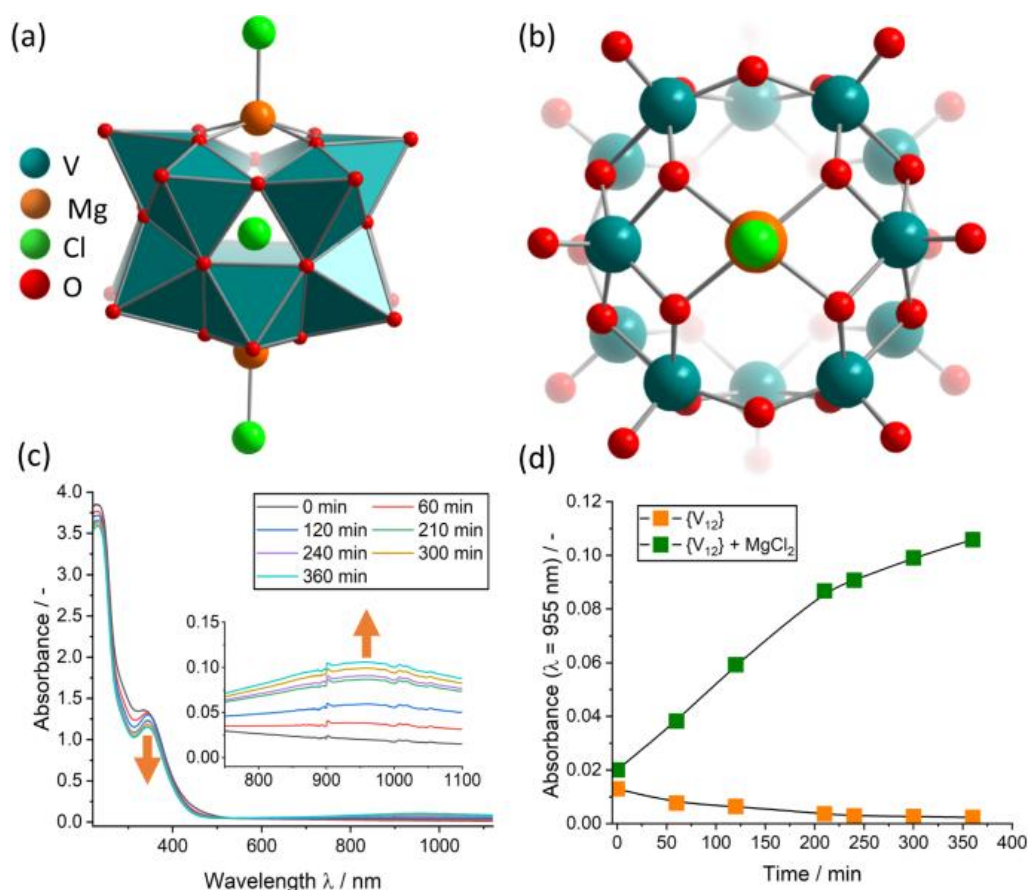 (a)
(b)
V
Mg
Cl
O
(c)
4.0
3.5
3.0
2.5
2.0
1.5
1.0
0.5
0.0
Absorbance / -
0 min 60 min
120 min 210 min
240 min 300 min
360 min
0.15
0.10
0.05
0.00
800 900 1000 1100
400 600 800 1000
Wavelength λ / nm
(d)
0.12
0.10
0.08
0.06
0.04
0.02
0.00
Absorbance (λ = 955 nm) / -
{V12}
{V12} + MgCl2
0 50 100 150 200 250 300 350 400
Time / min